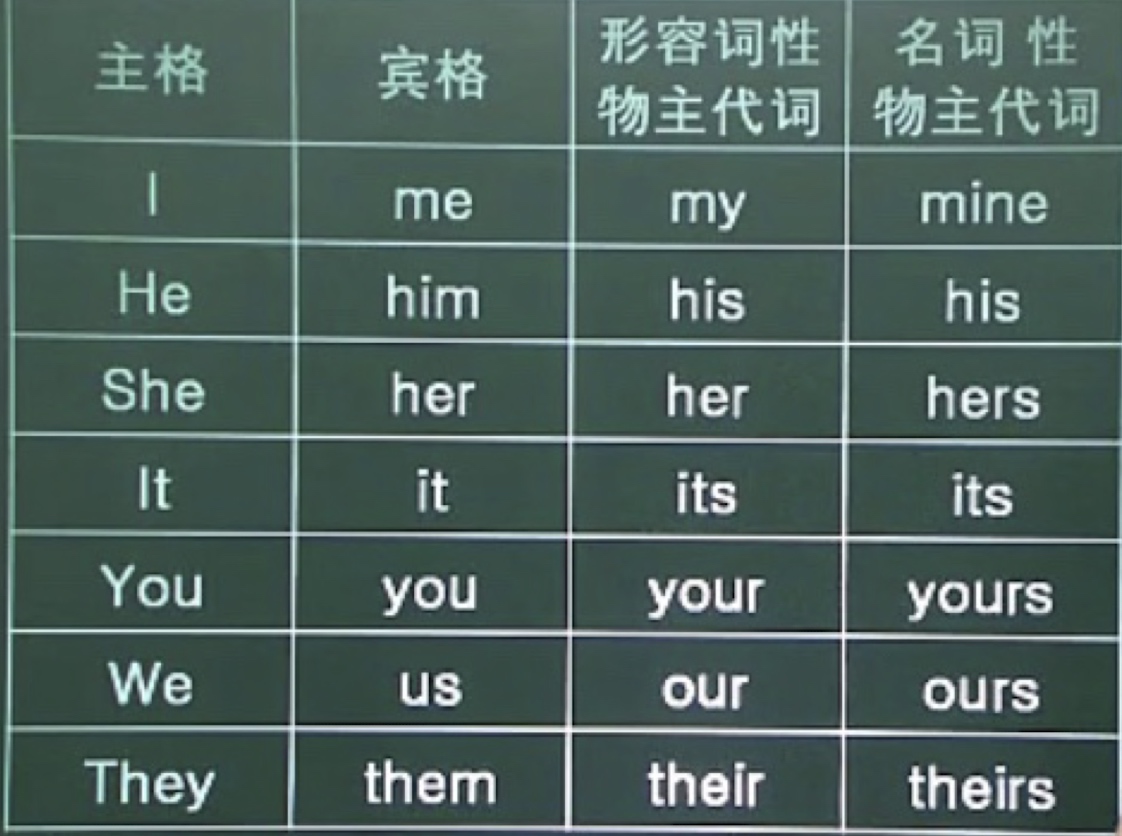 主格 宾格 形容词性物主代词 名词 性物主代词
I me my mine
He him his his
She her her hers
It it its its
You you your yours
We us our ours
They them their theirs